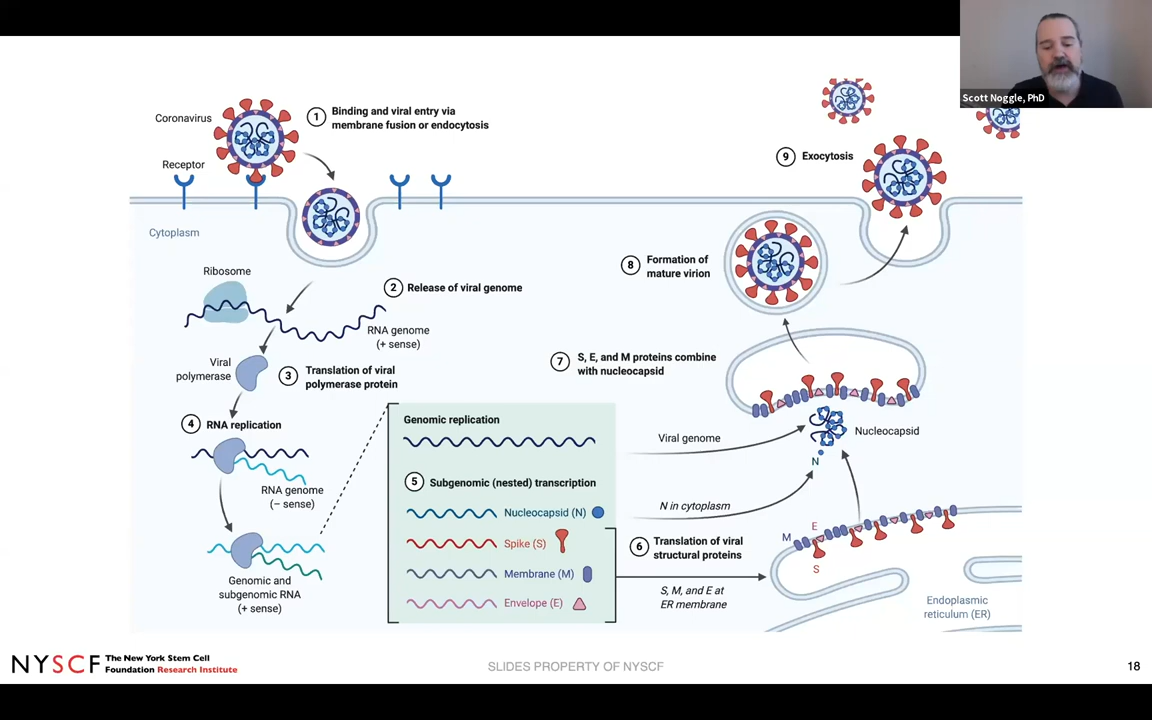 Scott Noggle, PhD
Coronavirus
1
Binding and viral entry via
membrane fusion or endocytosis
Receptor
Cytoplasm
Ribosome
2
Release of viral genome
RNA genome
(+ sense)
Viral
polymerase
3
Translation of viral
polymerase protein
4
RNA replication
RNA genome
(– sense)
Genomic and
subgenomic RNA
(+ sense)
Genomic replication
5
Subgenomic (nested) transcription
Nucleocapsid (N)
Spike (S)
Membrane (M)
Envelope (E)
6
Translation of viral
structural proteins
S, M, and E at
ER membrane
N in cytoplasm
Viral genome
7
S, E, and M proteins combine
with nucleocapsid
Nucleocapsid
N
M
E
S
Endoplasmic
reticulum (ER)
8
Formation of
mature virion
9
Exocytosis
NYSCF
The New York Stem Cell
Foundation Research Institute
SLIDES PROPERTY OF NYSCF
18